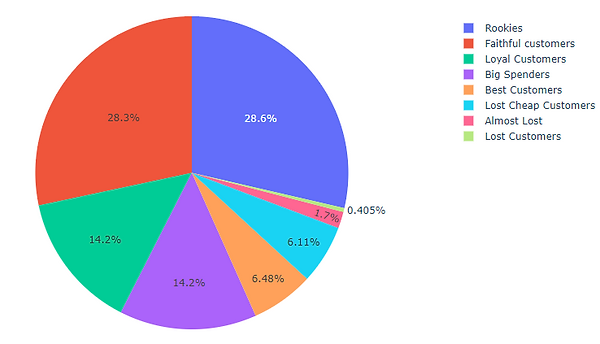 Rookies
Faithful customers
Loyal Customers
Big Spenders
Best Customers
Lost Cheap Customers
Almost Lost
Lost Customers
28.3%
28.6%
0.405%
1.7%
14.2%
6.11%
6.48%
14.2%